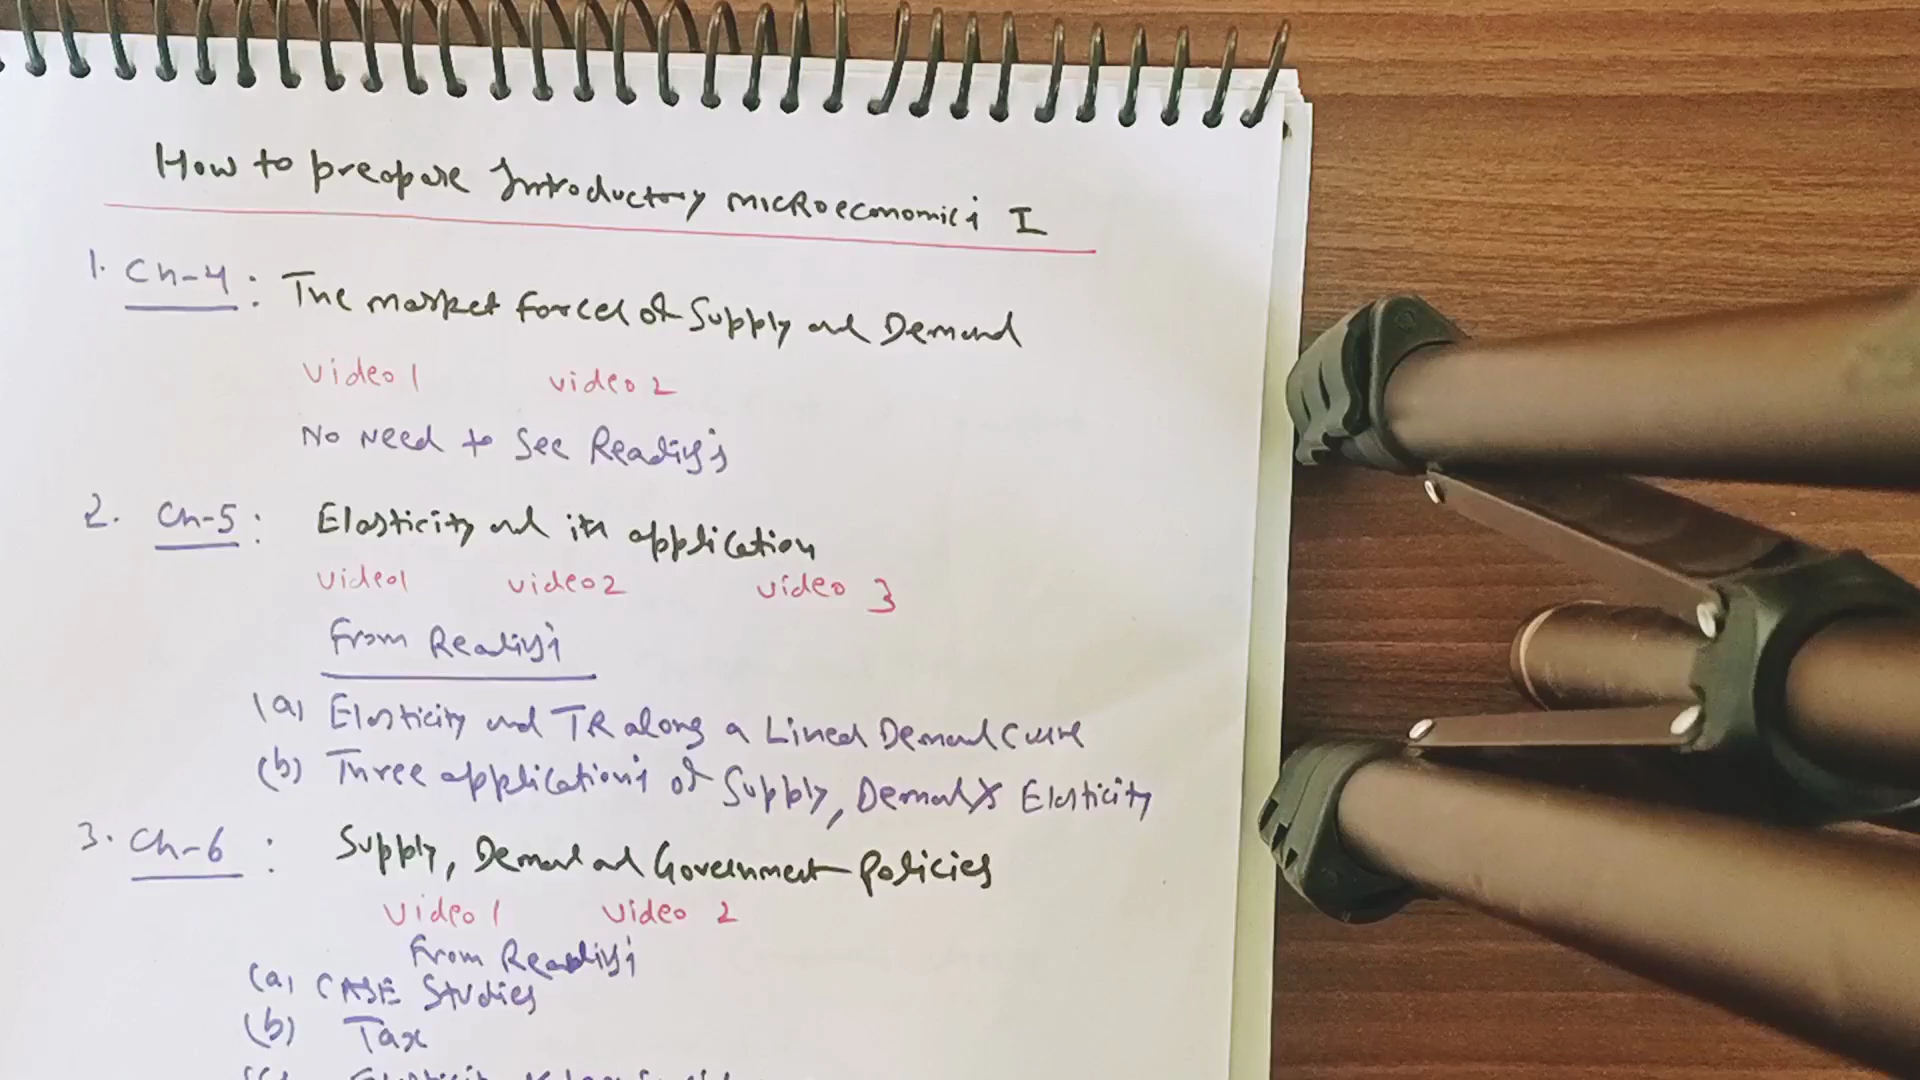 How to preapare Introductory microeconomics I
1. Ch-4: The market forces of Supply and Demand
Video 1 video 2
No Need to See Readings
2. Ch-5: Elasticity and its application
video1 video2 video 3
From Readings
(a) Elasticity and TR along a Linear Demand Curve
(b) Three applications of Supply, Demand & Elasticity
3. Ch-6: Supply, Demand and Government Policies
Video 1 Video 2
From Readings
(a) CASE Studies
(b) Tax